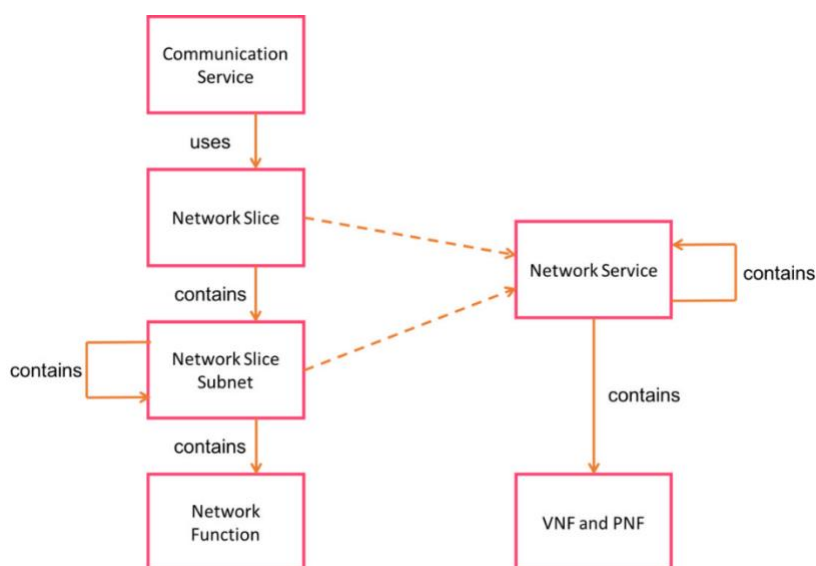 Communication
Service
uses
Network Slice
contains
Network Slice
Subnet
contains
contains
Network
Function
Network Service
contains
contains
VNF and PNF